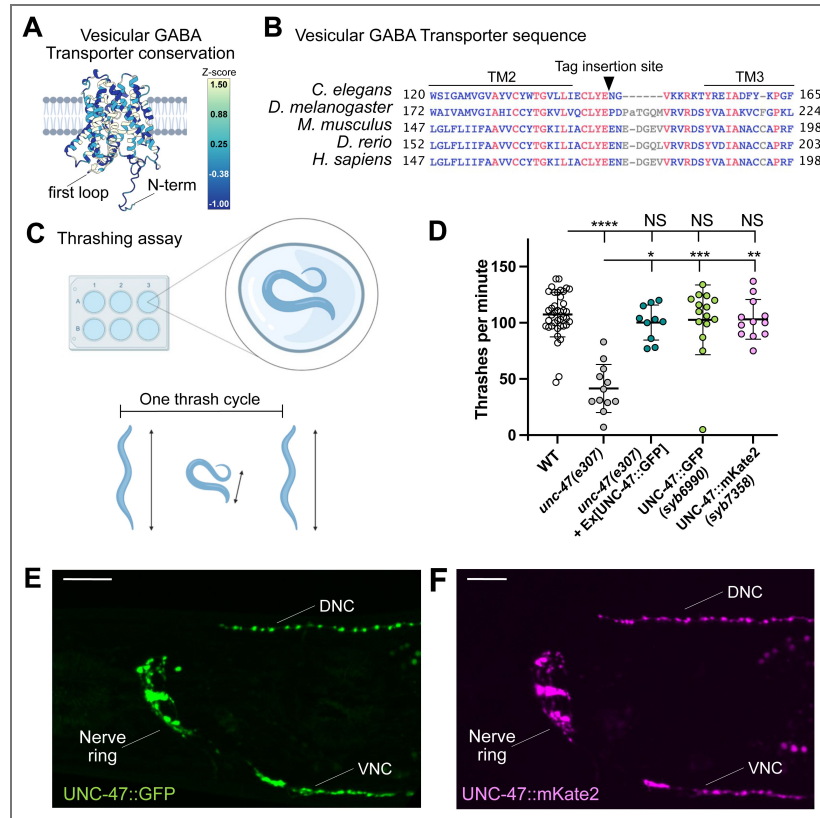 A
Vesicular GABA
Transporter conservation
Z-score
1.50
0.88
0.25
-0.38
-1.00
first loop
N-term
B
Vesicular GABA Transporter sequence
Tag insertion site
TM2
TM3
C. elegans 120 WSIGAMVGVAYVCYWTGVLLIECLYENG------VKKRKTYREIADFY-KPGF 165
D. melanogaster 172 WAIVAMVGIAHICCYTGKVLVQCLYEPDPaTGQMVRVRDSYVAIAKVCFGPKL 224
M. musculus 147 LGLFLIIFAAVVCCYTGKILIACLYEENE-DGEVVRVRDSYVAIANACCAPRF 198
D. rerio 152 LGLFLIIFAAVVCCYTGKILIACLYEENE-DGQLVRVRDSYVDIANACCAPRF 203
H. sapiens 147 LGLFLIIFAAVVCCYTGKILIACLYEENE-DGEVVRVRDSYVAIANACCAPRF 198
C
Thrashing assay
1 2 3
A
B
One thrash cycle
D
**** NS NS NS
* *** **
Thrashes per minute
150
100
50
0
WT
unc-47(e307)
unc-47(e307)
+ Ex[UNC-47::GFP]
UNC-47::GFP
(syb6990)
UNC-47::mKate2
(syb7358)
E
DNC
Nerve
ring
VNC
UNC-47::GFP
F
DNC
Nerve
ring
VNC
UNC-47::mKate2